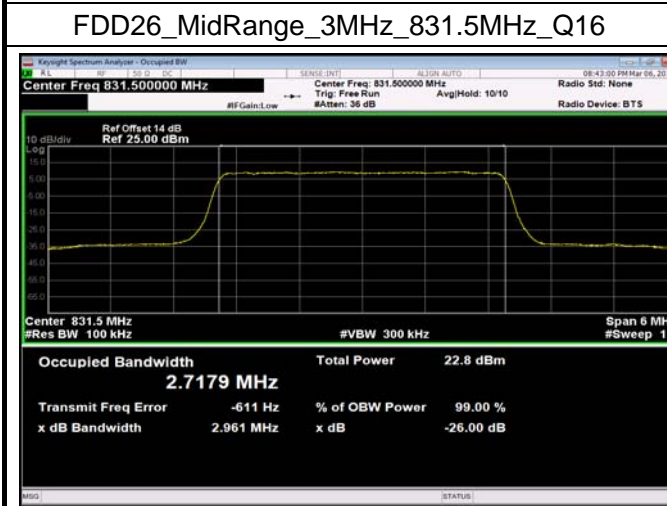 FDD26_MidRange_3MHz_831.5MHz_Q16
Keysight Spectrum Analyzer - Occupied BW
RL RF 50 Ω DC SENSE:INT ALIGN AUTO 08:43:00 PM Mar 06, 20
Center Freq 831.500000 MHz Center Freq: 831.500000 MHz Radio Std: None
Trig: Free Run Avg|Hold: 10/10
#IFGain:Low #Atten: 36 dB Radio Device: BTS
Ref Offset 14 dB
10 dB/div Ref 25.00 dBm
Log
15.0
5.00
-5.00
-15.0
-25.0
-35.0
-45.0
-55.0
-65.0
Center 831.5 MHz Span 6 MH
#Res BW 100 kHz #VBW 300 kHz #Sweep 1
Occupied Bandwidth Total Power 22.8 dBm
2.7179 MHz
Transmit Freq Error -611 Hz % of OBW Power 99.00 %
x dB Bandwidth 2.961 MHz x dB -26.00 dB
MSG STATUS